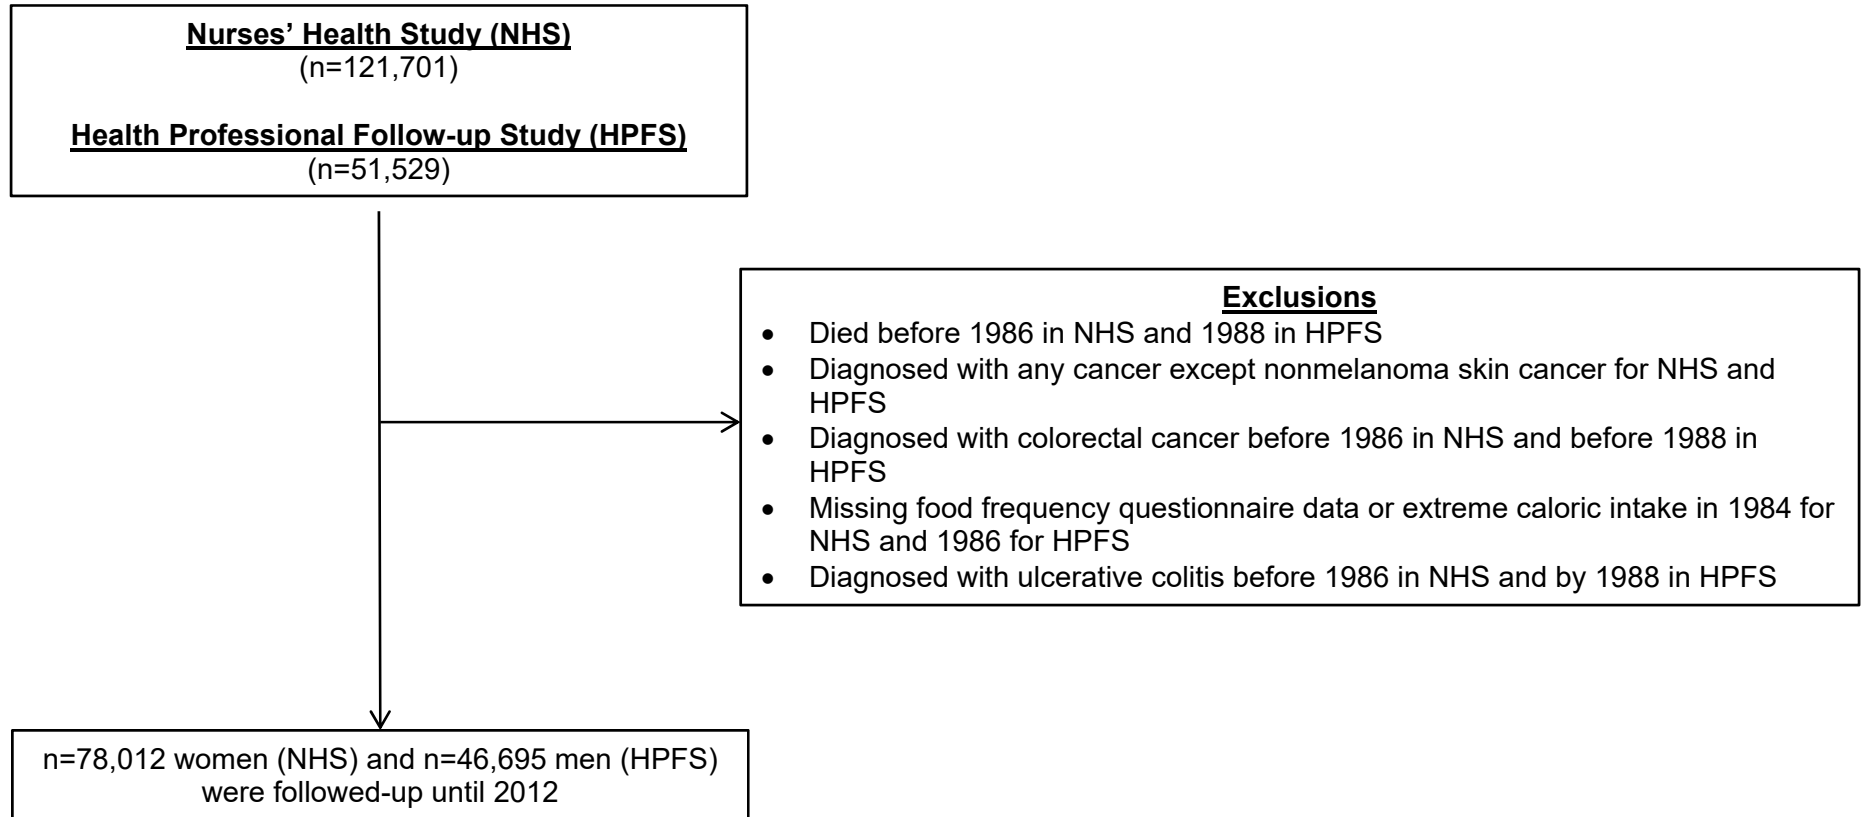 Nurses’ Health Study (NHS)
(n=121,701)
Health Professional Follow-up Study (HPFS)
(n=51,529)
Exclusions
• Died before 1986 in NHS and 1988 in HPFS
• Diagnosed with any cancer except nonmelanoma skin cancer for NHS and
HPFS
• Diagnosed with colorectal cancer before 1986 in NHS and before 1988 in
HPFS
• Missing food frequency questionnaire data or extreme caloric intake in 1984 for
NHS and 1986 for HPFS
• Diagnosed with ulcerative colitis before 1986 in NHS and by 1988 in HPFS
n=78,012 women (NHS) and n=46,695 men (HPFS)
were followed-up until 2012